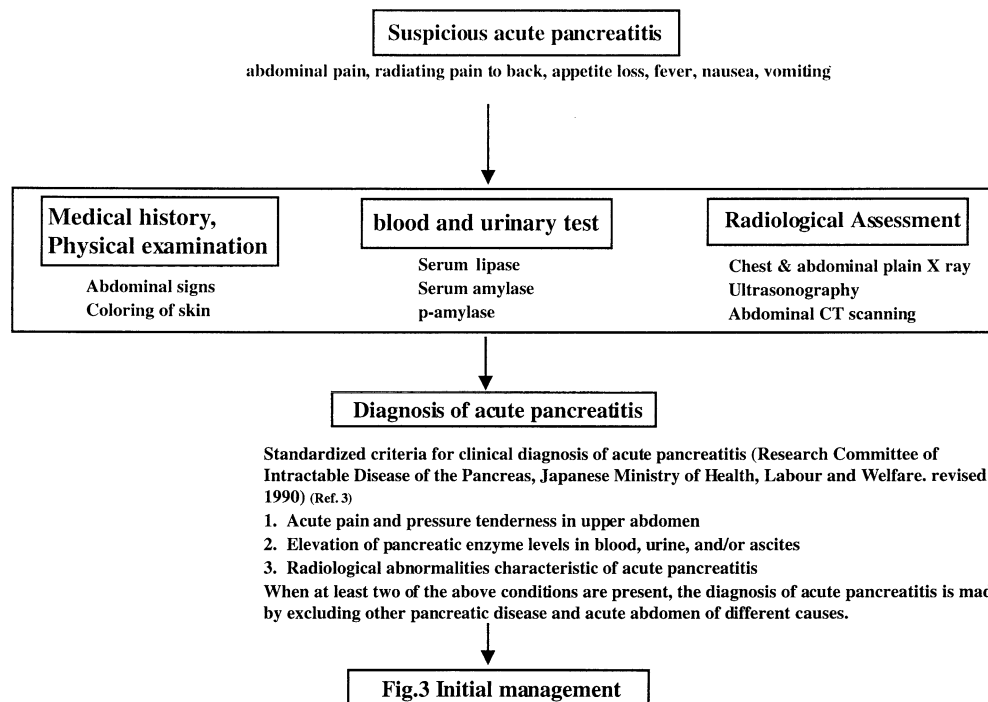 Suspicious acute pancreatitis
abdominal pain, radiating pain to back, appetite loss, fever, nausea, vomiting
Medical history,
Physical examination
Abdominal signs
Coloring of skin
blood and urinary test
Serum lipase
Serum amylase
p-amylase
Radiological Assessment
Chest & abdominal plain X ray
Ultrasonography
Abdominal CT scanning
Diagnosis of acute pancreatitis
Standardized criteria for clinical diagnosis of acute pancreatitis (Research Committee of
Intractable Disease of the Pancreas, Japanese Ministry of Health, Labour and Welfare. revised
1990) (Ref. 3)
1. Acute pain and pressure tenderness in upper abdomen
2. Elevation of pancreatic enzyme levels in blood, urine, and/or ascites
3. Radiological abnormalities characteristic of acute pancreatitis
When at least two of the above conditions are present, the diagnosis of acute pancreatitis is mad
by excluding other pancreatic disease and acute abdomen of different causes.
Fig.3 Initial management